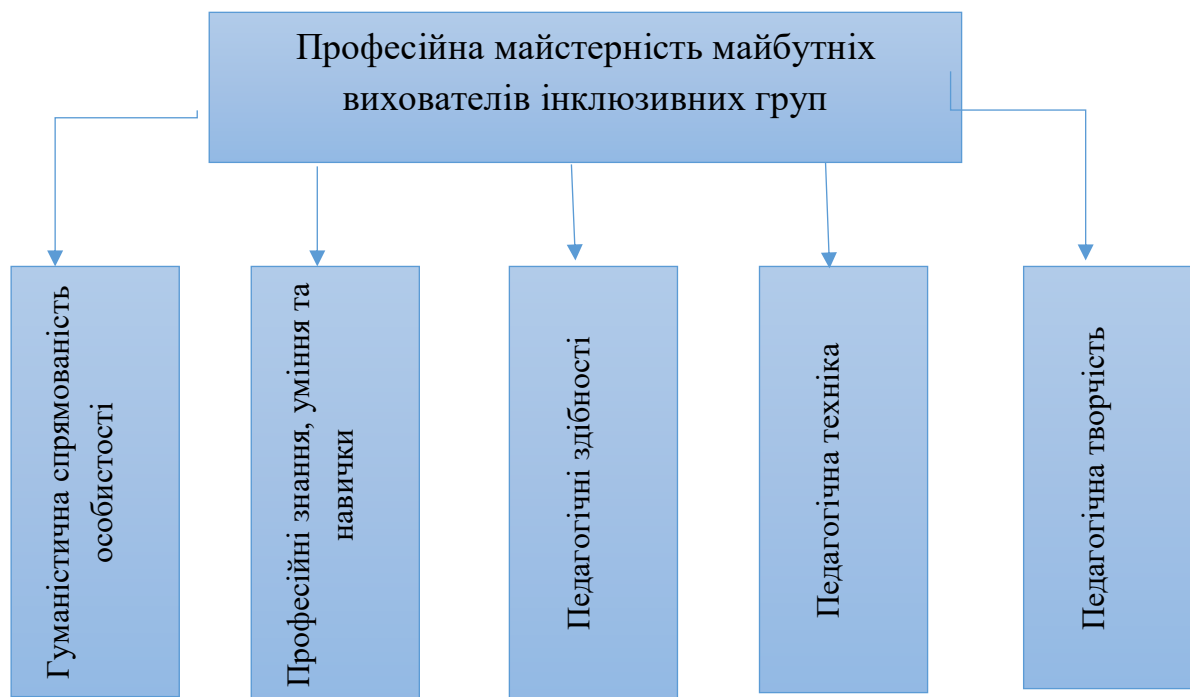 Професійна майстерність майбутніх
вихователів інклюзивних груп
Гуманістична спрямованість
особистості
Професійні знання, уміння та
навички
Педагогічні здібності
Педагогічна техніка
Педагогічна творчість